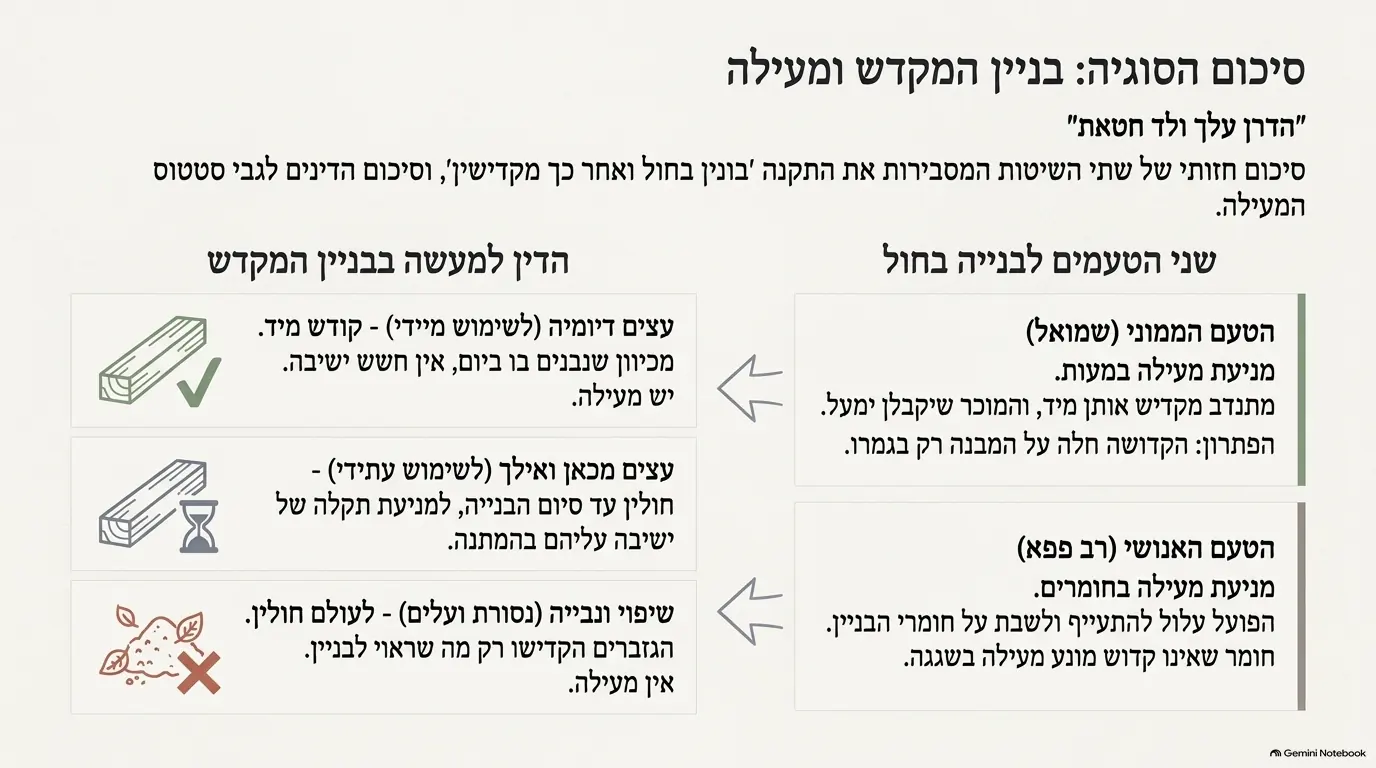 סיכום הסוגיה: בניין המקדש ומעילה
"הדרן עלך ולד חטאת"
סיכום חזותי של שתי השיטות המסבירות את התקנה 'בונין בחול ואחר כך מקדישין', וסיכום הדינים לגבי סטטוס
המעילה.
שני הטעמים לבנייה בחול
הטעם הממוני (שמואל)
מניעת מעילה במעות.
מתנדב מקדיש אותן מיד, והמוכר שיקבלן ימעל.
הפתרון: הקדושה חלה על המבנה רק בגמרו.
הטעם האנושי (רב פפא)
מניעת מעילה בחומרים.
הפועל עלול להתעייף ולשבת על חומרי הבניין.
חומר שאינו קדוש מונע מעילה בשגגה.
הדין למעשה בבניין המקדש
עצים דיומיה (לשימוש מיידי) - קודש מיד.
מכיוון שנבנים בו ביום, אין חשש ישיבה.
יש מעילה.
עצים מכאן ואילך (לשימוש עתידי) -
חולין עד סיום הבנייה, למניעת תקלה של
ישיבה עליהם בהמתנה.
שיפוי ונבייה (נסורת ועלים) - לעולם חולין.
הגזברים הקדישו רק מה שראוי לבניין.
אין מעילה.
Gemini Notebook